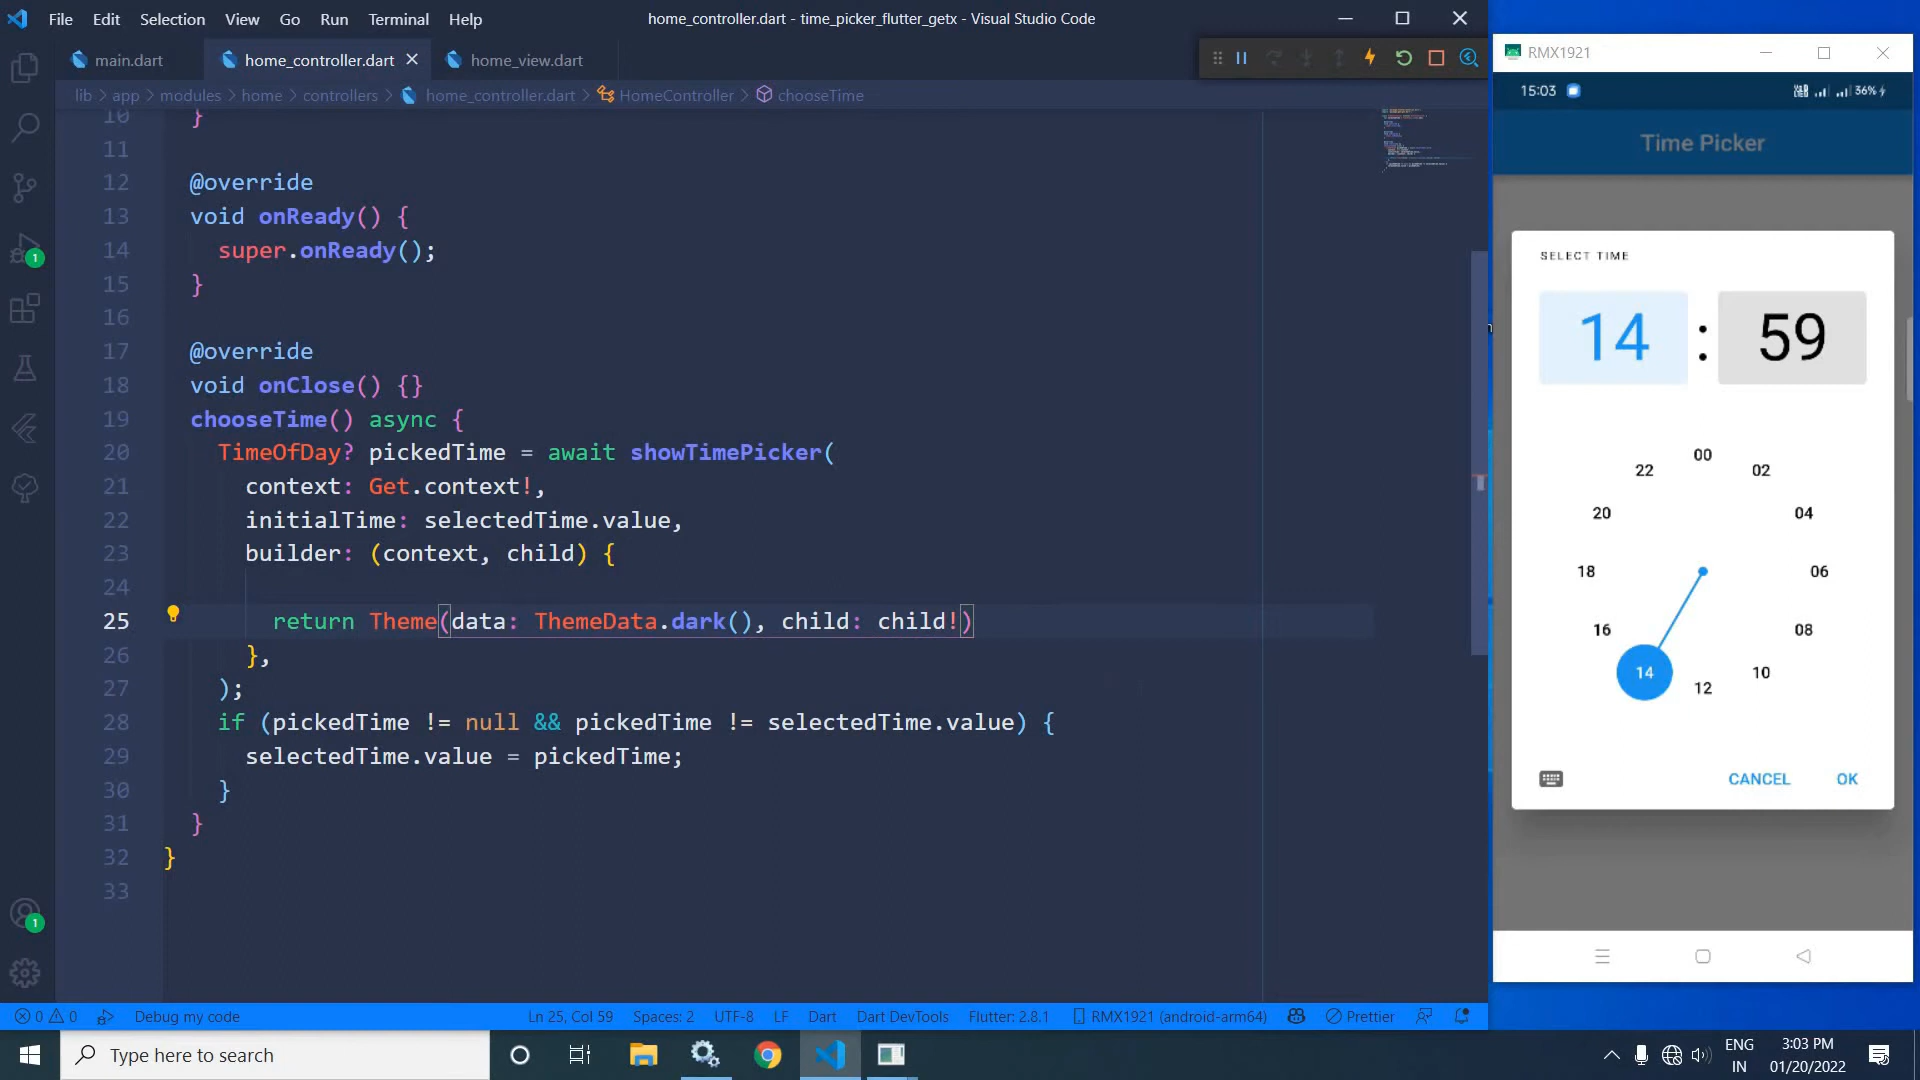 File Edit Selection View Go Run Terminal Help
home_controller.dart - time_picker_flutter_getx - Visual Studio Code
main.dart
home_controller.dart
home_view.dart
lib > app > modules > home > controllers > home_controller.dart > HomeController > chooseTime
10 }
11
12 @override
13 void onReady() {
14 super.onReady();
15 }
16
17 @override
18 void onClose() {}
19 chooseTime() async {
20 TimeOfDay? pickedTime = await showTimePicker(
21 context: Get.context!,
22 initialTime: selectedTime.value,
23 builder: (context, child) {
24
25 return Theme(data: ThemeData.dark(), child: child!)
26 },
27 );
28 if (pickedTime != null && pickedTime != selectedTime.value) {
29 selectedTime.value = pickedTime;
30 }
31 }
32 }
33
1
1
0 0 Debug my code Ln 25, Col 59 Spaces: 2 UTF-8 LF Dart Dart DevTools Flutter: 2.8.1 RMX1921 (android-arm64) Prettier
RMX1921
15:03 36%
Time Picker
SELECT TIME
14 : 59
00
22 02
20 04
18 06
16 08
14 10
12
CANCEL OK
Type here to search
ENG
IN
3:03 PM
01/20/2022